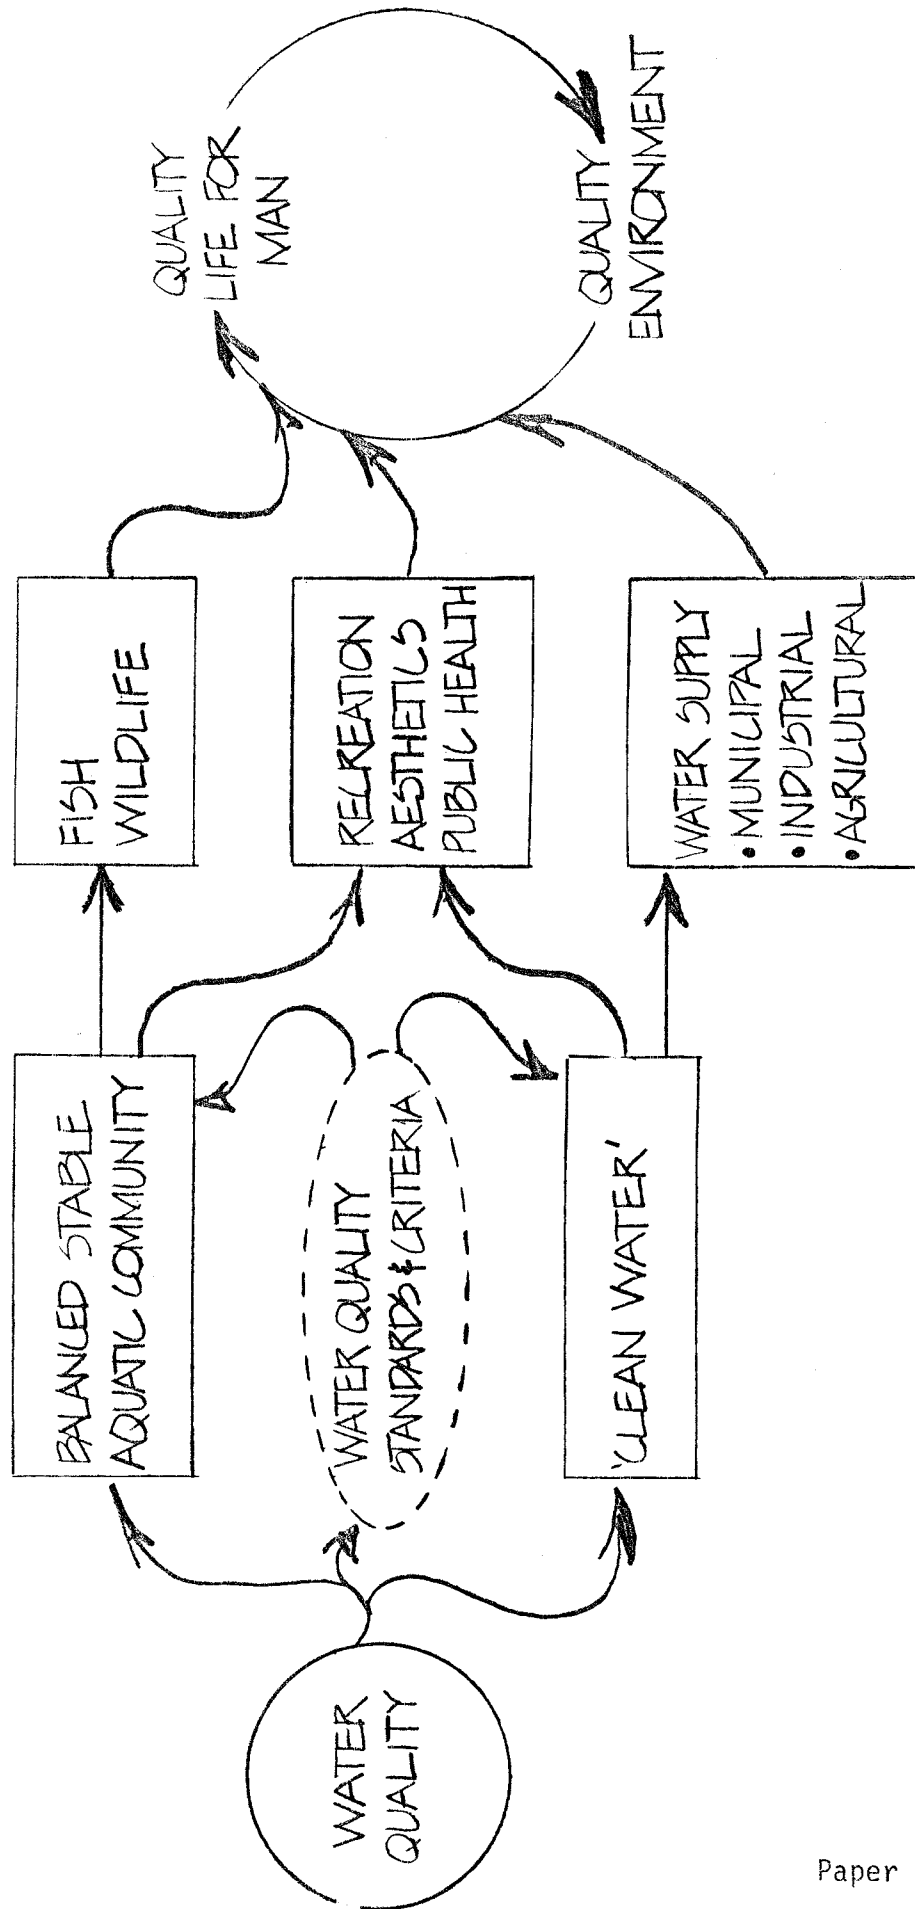 WATER
QUALITY
BALANCED STABLE
AQUATIC COMMUNITY
WATER QUALITY
STANDARDS & CRITERIA
'CLEAN WATER'
FISH
WILDLIFE
RECREATION
AESTHETICS
PUBLIC HEALTH
WATER SUPPLY
• MUNICIPAL
• INDUSTRIAL
• AGRICULTURAL
QUALITY
LIFE FOR
MAN
QUALITY
ENVIRONMENT
Paper